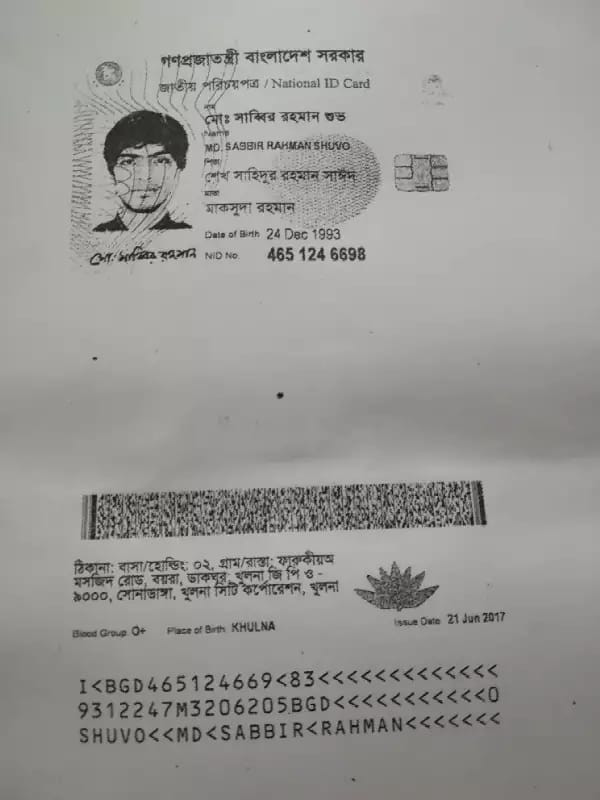 গণপ্রজাতন্ত্রী বাংলাদেশ সরকার
জাতীয় পরিচয়পত্র / National ID Card
নাম
মোঃ সাব্বির রহমান শুভ
Name
MD. SABBIR RAHMAN SHUVO
পিতা
শেখ সাহিদুর রহমান সাঈদ
মাতা
মাকসুদা রহমান
Date of Birth 24 Dec 1993
NID No. 465 124 6698
মো: সাব্বির রহমান
ঠিকানা: বাসা/হোল্ডিং: ০২, গ্রাম/রাস্তা: ফারুকীয়অ
মসজিদ রোড, বয়রা, ডাকঘর: খুলনা জি পি ও -
৯০০০, সোনাডাঙ্গা, খুলনা সিটি কর্পোরেশন, খুলনা
Blood Group O+ Place of Birth KHULNA Issue Date 21 Jun 2017
I<BGD465124669<83<<<<<<<<<<<<<<
9312247M3206205BGD<<<<<<<<<<<0
SHUVO<<MD<SABBIR<RAHMAN<<<<<<<